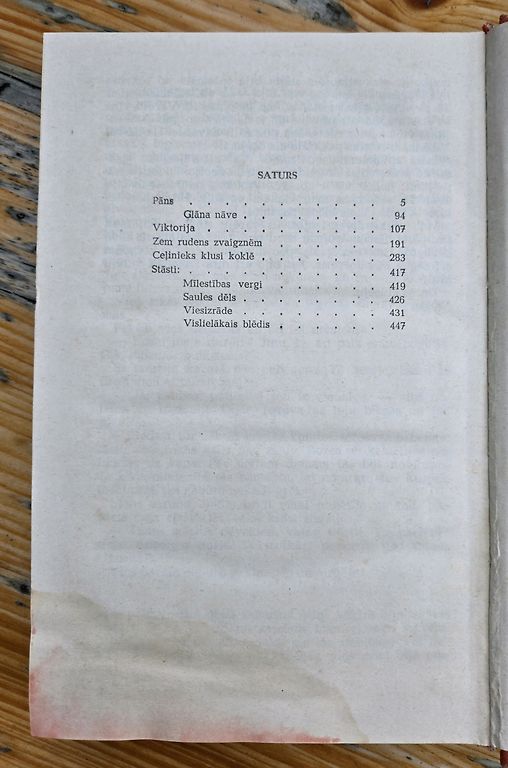 SATURS
Pāns . . . . . . . . . . 5
Glāna nāve . . . . . . . . 94
Viktorija . . . . . . . . . 107
Zem rudens zvaigznēm . . . . . . 191
Ceļinieks klusi koklē . . . . . . 283
Stāsti: . . . . . . . . . . 417
Mīlestības vergi . . . . . . 419
Saules dēls . . . . . . . 426
Viesizrāde . . . . . . . . 431
Vislielākais blēdis . . . . . . 447